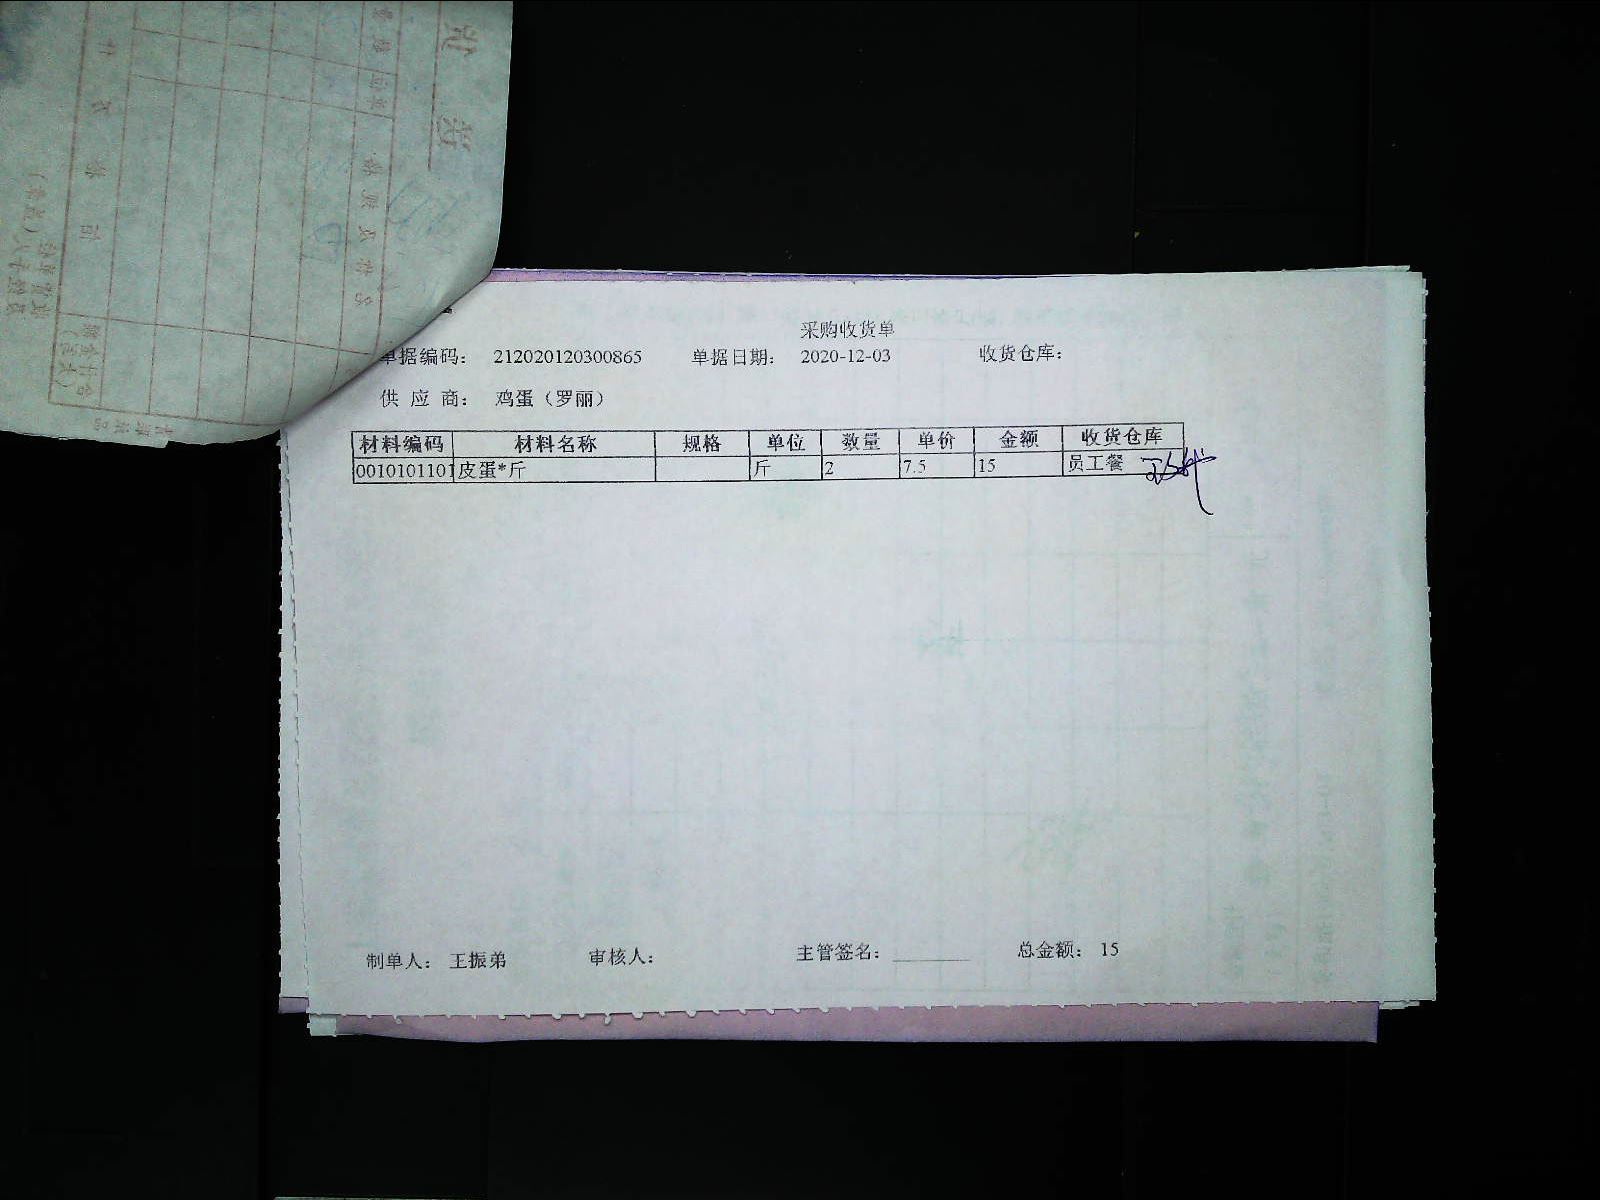 采购收货单
单据编码： 212020120300865 单据日期： 2020-12-03 收货仓库：
供 应 商： 鸡蛋（罗丽）
材料编码 材料名称 规格 单位 数量 单价 金额 收货仓库
0010101101 皮蛋*斤 斤 2 7.5 15 员工餐
制单人： 王振弟 审核人： 主管签名：________ 总金额： 15